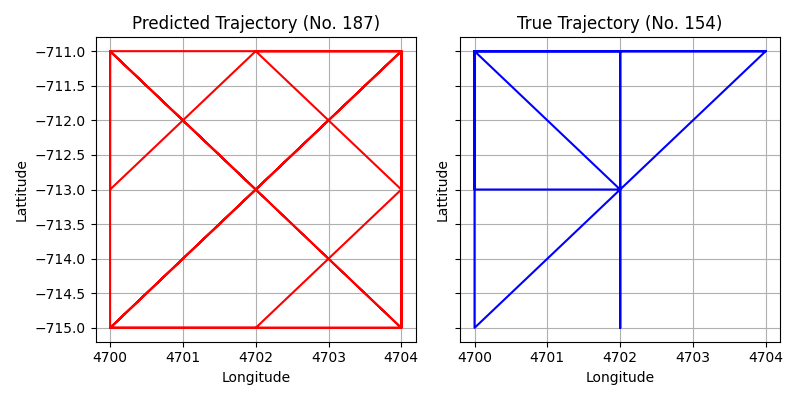 Predicted Trajectory (No. 187)
True Trajectory (No. 154)
Lattitude
−711.0
−711.5
−712.0
−712.5
−713.0
−713.5
−714.0
−714.5
−715.0
4700 4701 4702 4703 4704
Longitude
Lattitude
4700 4701 4702 4703 4704
Longitude